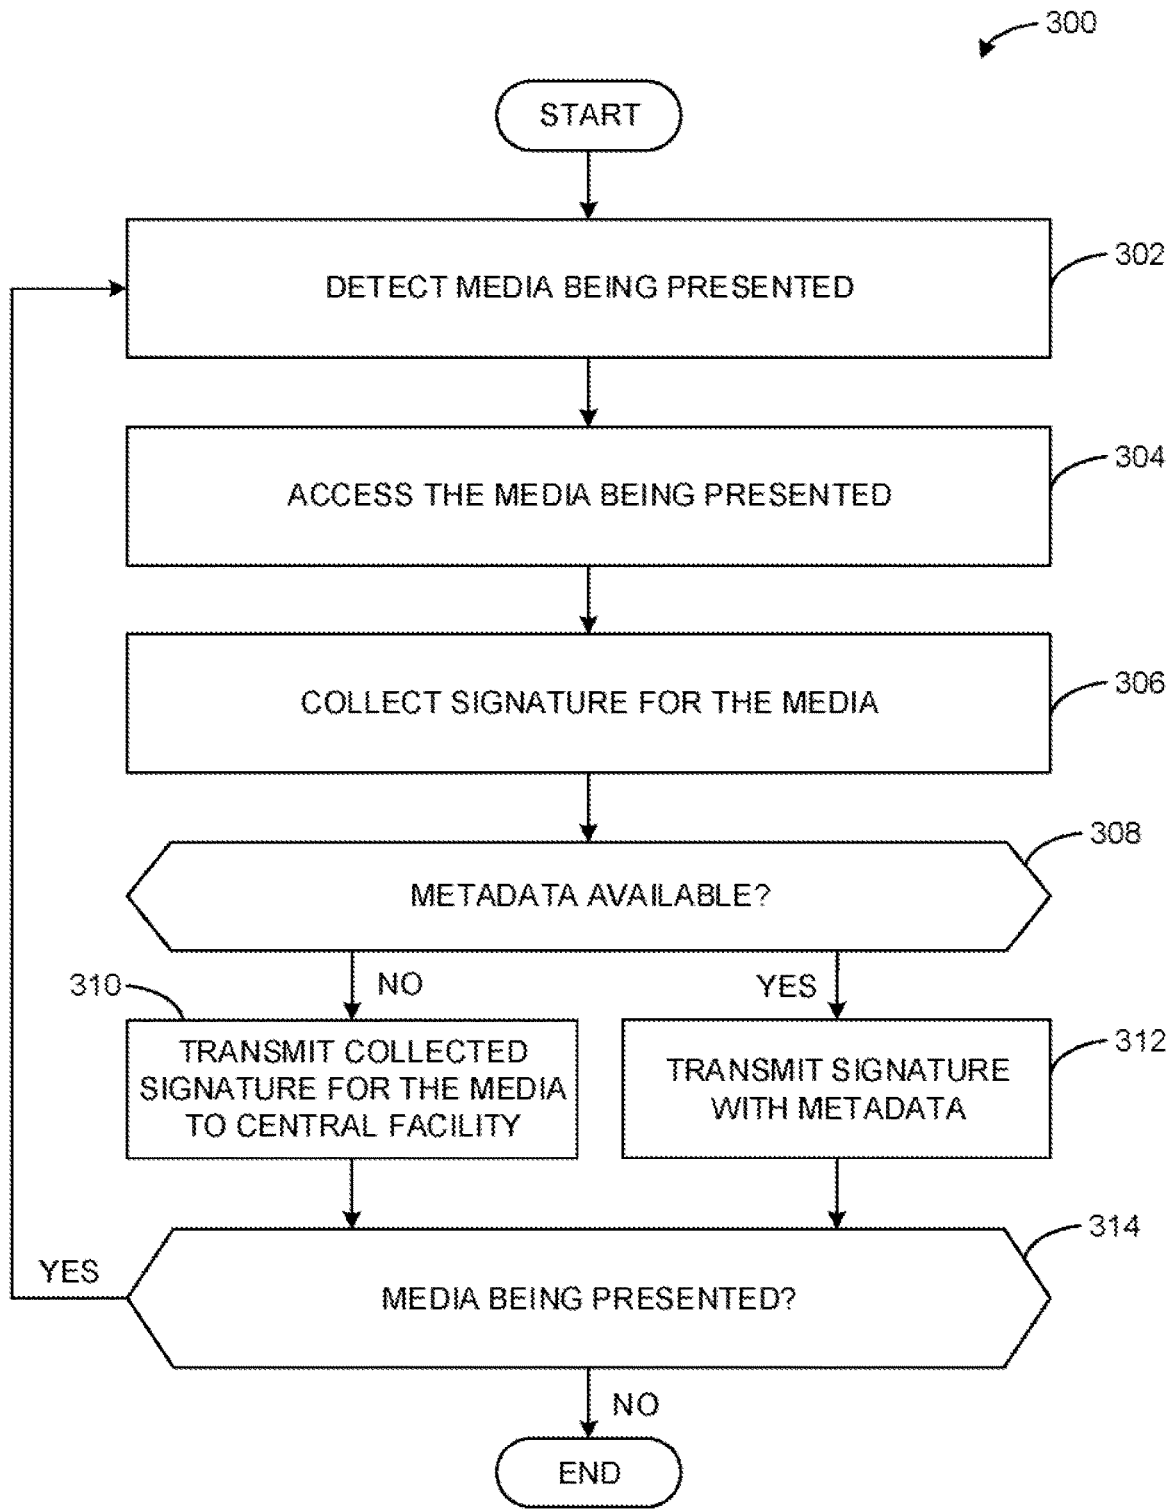 300
START
302
DETECT MEDIA BEING PRESENTED
304
ACCESS THE MEDIA BEING PRESENTED
306
COLLECT SIGNATURE FOR THE MEDIA
308
METADATA AVAILABLE?
310
NO
YES
TRANSMIT COLLECTED
SIGNATURE FOR THE MEDIA
TO CENTRAL FACILITY
312
TRANSMIT SIGNATURE
WITH METADATA
314
YES
MEDIA BEING PRESENTED?
NO
END